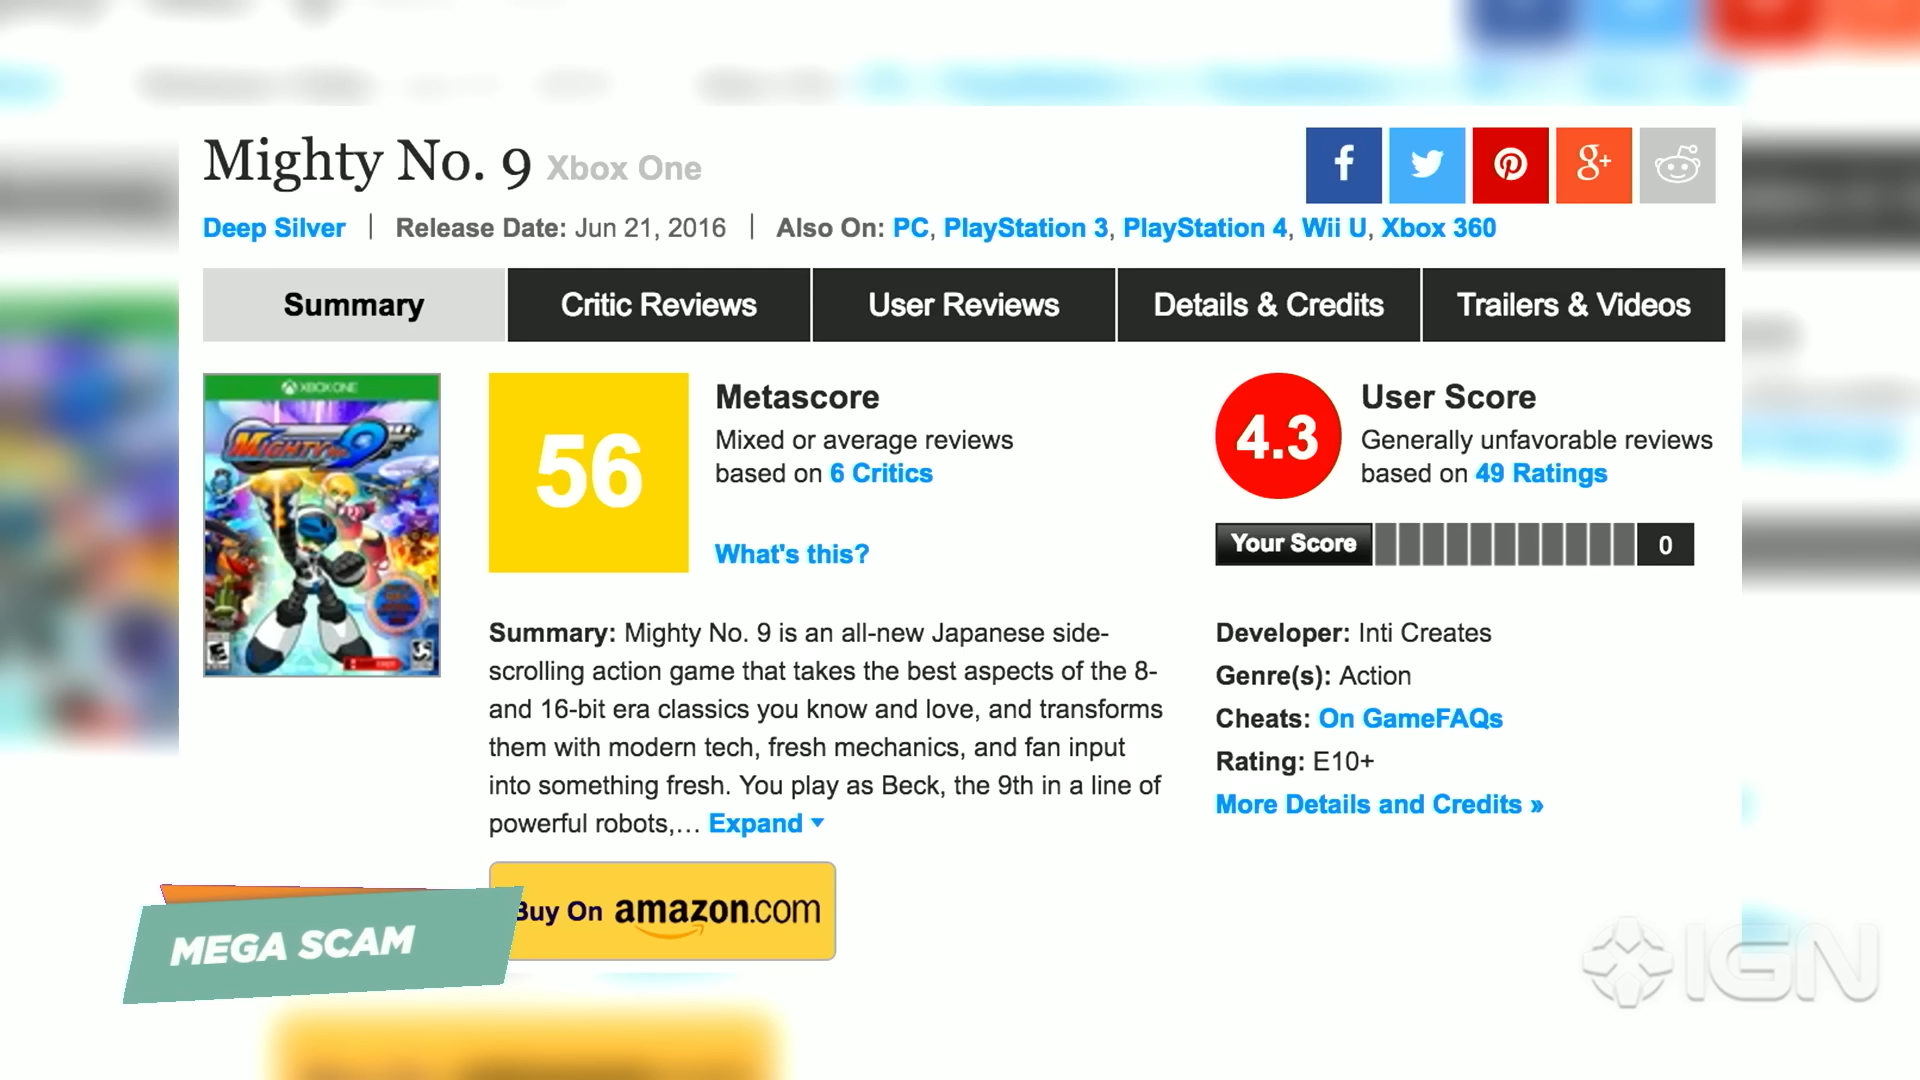 Mighty No. 9 Xbox One
f g+
Deep Silver | Release Date: Jun 21, 2016 | Also On: PC, PlayStation 3, PlayStation 4, Wii U, Xbox 360
Summary Critic Reviews User Reviews Details & Credits Trailers & Videos
XBOX ONE
MIGHTY No. 9
56
Metascore
Mixed or average reviews
based on 6 Critics
What's this?
4.3
User Score
Generally unfavorable reviews
based on 49 Ratings
Your Score 0
Summary: Mighty No. 9 is an all-new Japanese side-
scrolling action game that takes the best aspects of the 8-
and 16-bit era classics you know and love, and transforms
them with modern tech, fresh mechanics, and fan input
into something fresh. You play as Beck, the 9th in a line of
powerful robots,... Expand
Developer: Inti Creates
Genre(s): Action
Cheats: On GameFAQs
Rating: E10+
More Details and Credits »
Buy On amazon.com
MEGA SCAM
IGN